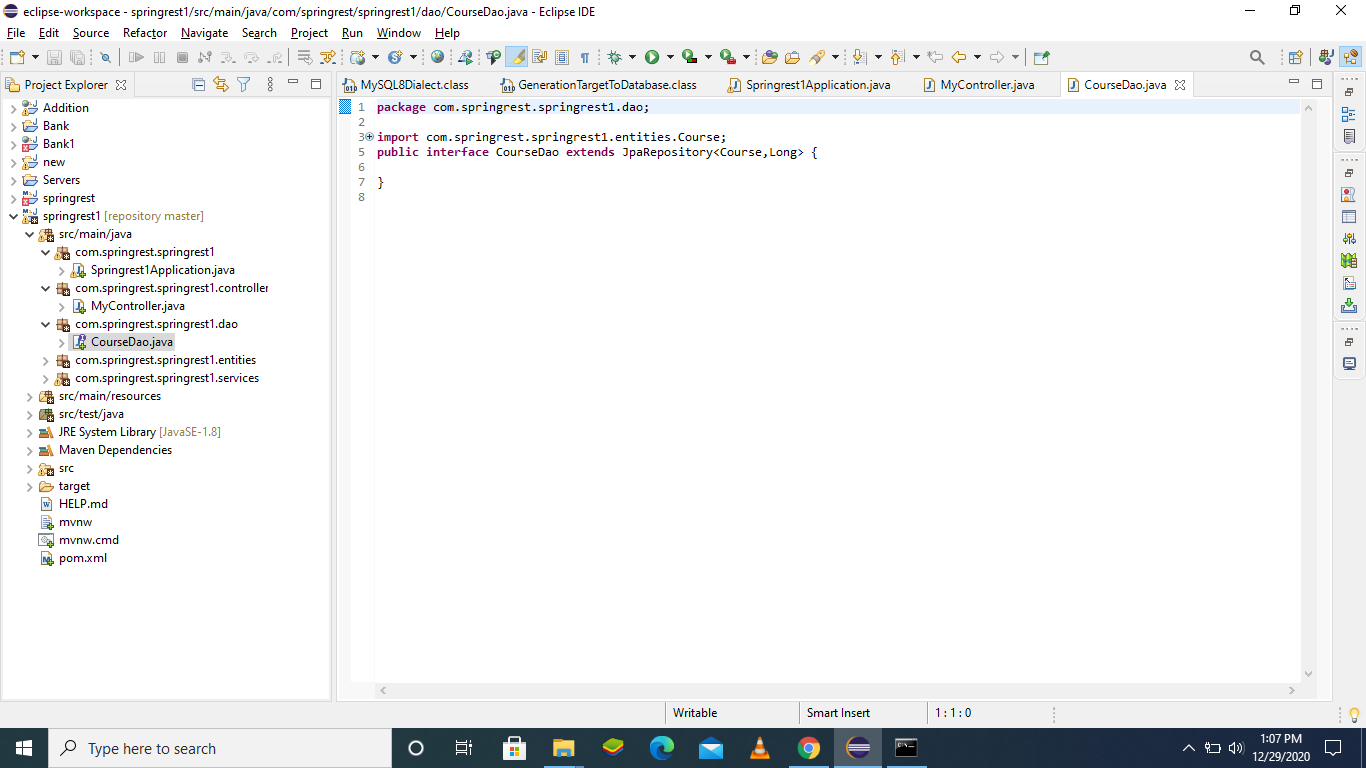 eclipse-workspace - springrest1/src/main/java/com/springrest/springrest1/dao/CourseDao.java - Eclipse IDE
File Edit Source Refactor Navigate Search Project Run Window Help
Project Explorer
Addition
Bank
Bank1
new
Servers
springrest
springrest1 [repository master]
src/main/java
com.springrest.springrest1
Springrest1Application.java
com.springrest.springrest1.controller
MyController.java
com.springrest.springrest1.dao
CourseDao.java
com.springrest.springrest1.entities
com.springrest.springrest1.services
src/main/resources
src/test/java
JRE System Library [JavaSE-1.8]
Maven Dependencies
src
target
HELP.md
mvnw
mvnw.cmd
pom.xml
MySQL8Dialect.class GenerationTargetToDatabase.class Springrest1Application.java MyController.java CourseDao.java
1 package com.springrest.springrest1.dao;
2
3 import com.springrest.springrest1.entities.Course;
5 public interface CourseDao extends JpaRepository<Course,Long> {
6
7 }
8
Writable Smart Insert 1 : 1 : 0
Type here to search
1:07 PM
12/29/2020